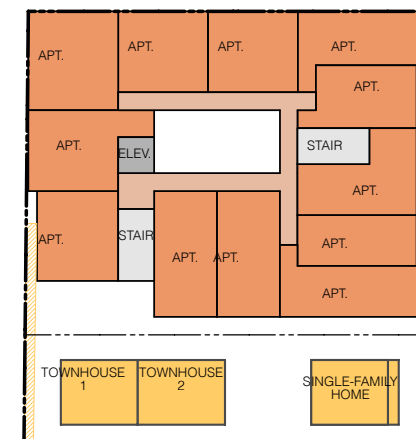 APT.
APT.
APT.
APT.
APT.
APT.
ELEV.
STAIR
APT.
APT.
STAIR
APT.
APT.
APT.
APT.
TOWNHOUSE
1
TOWNHOUSE
2
SINGLE-FAMILY
HOME